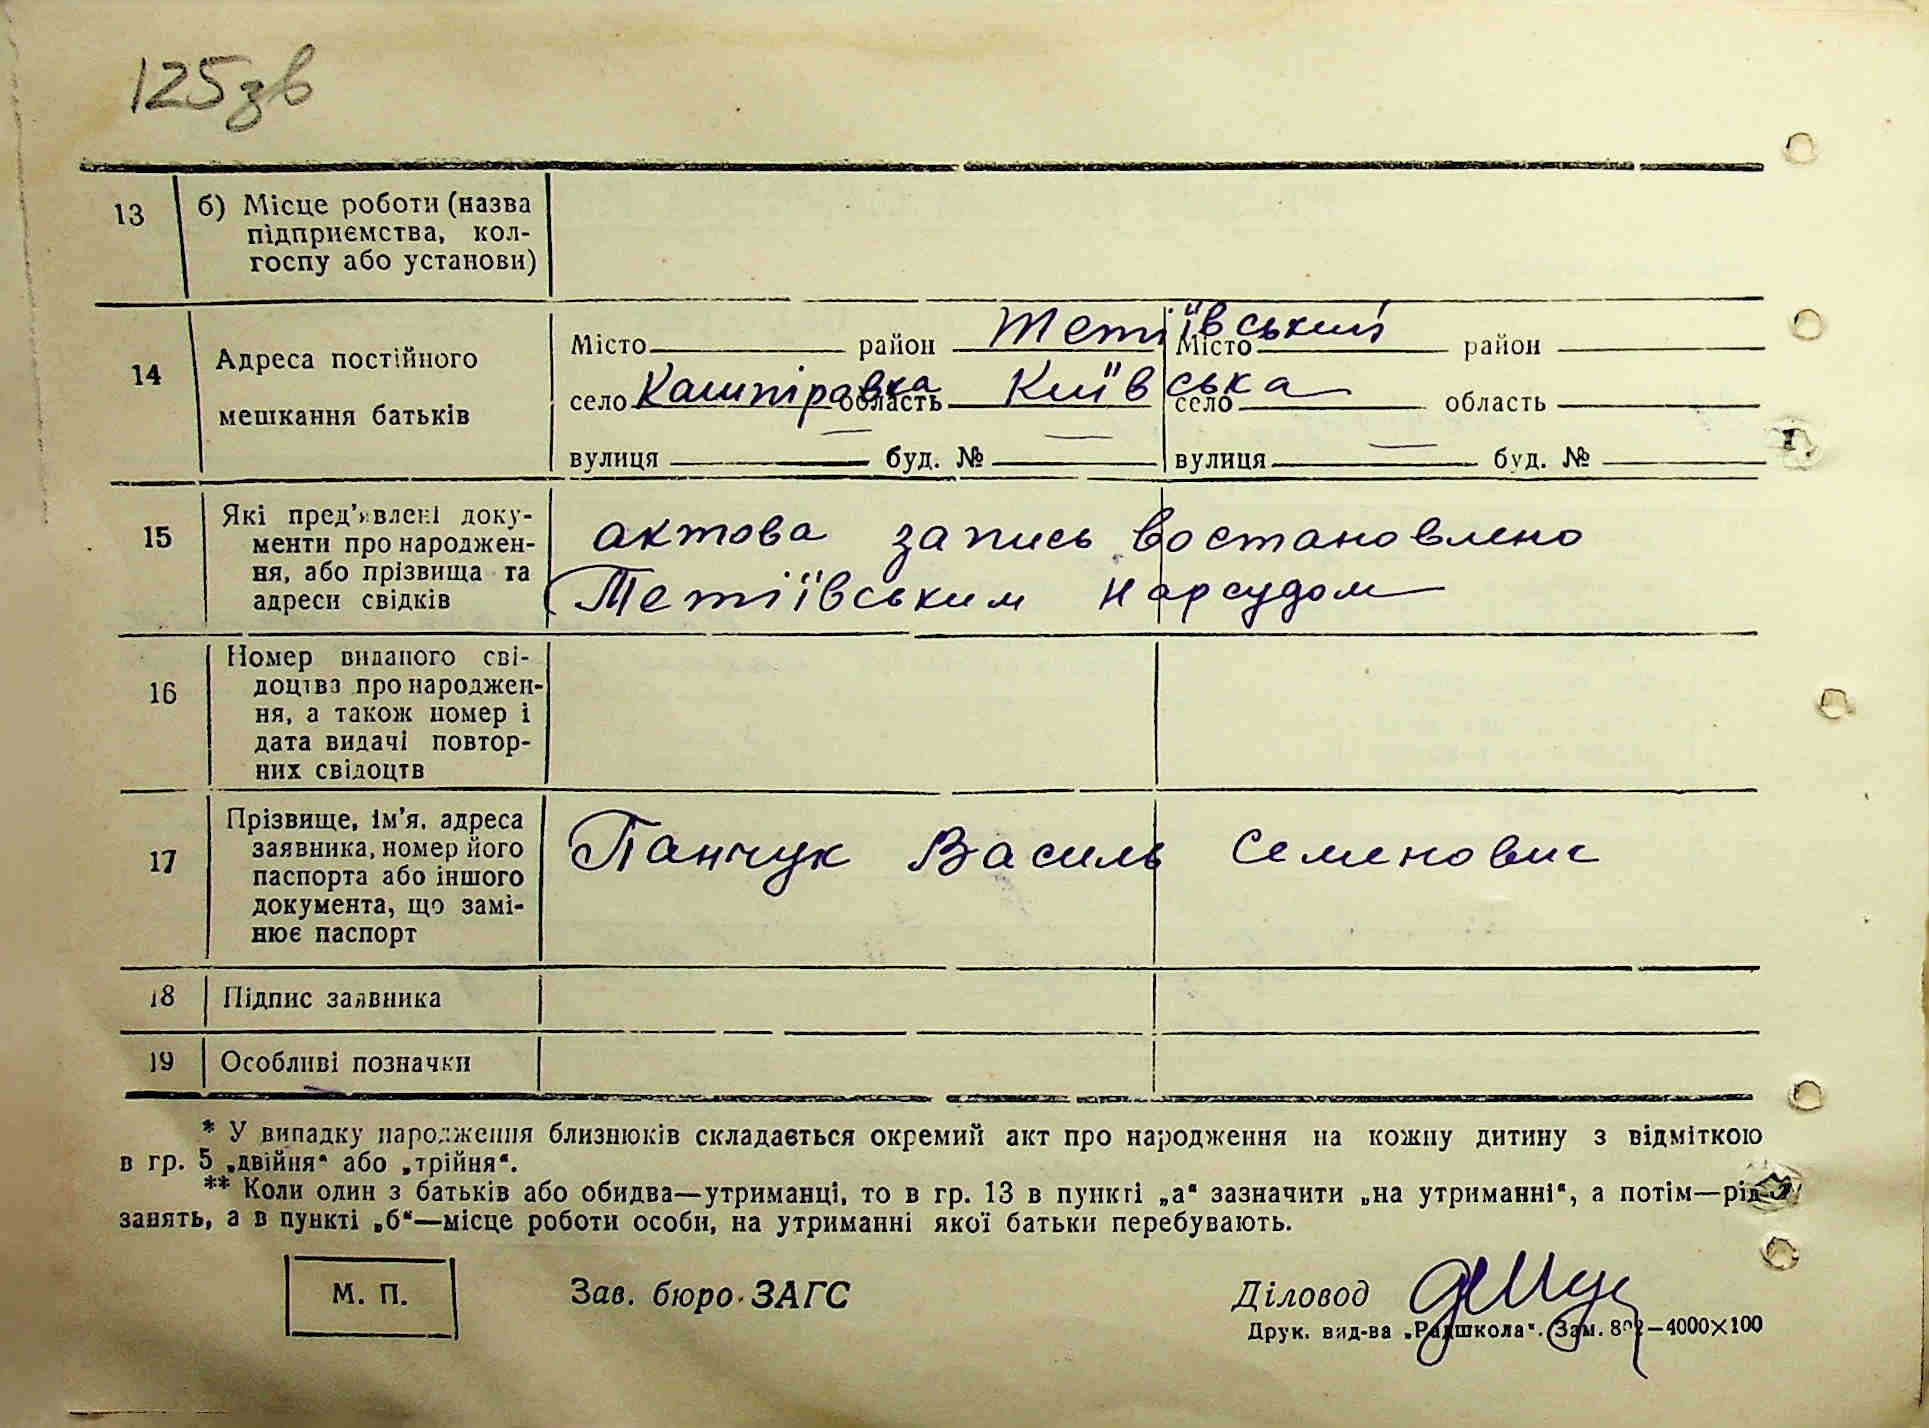 125зв
13 б) Місце роботи (назва
підприємства, кол-
госпу або установи)
14 Адреса постійного
мешкання батьків
Місто район Тетіївський Місто район
село Кашпіровка область Київська село область
вулиця — буд. № — вулиця — буд. №
15 Які пред'явлені доку-
менти про народжен-
ня, або прізвища та
адреси свідків
актова запись востановлено
Тетіївським нарсудом
16 Номер виданого сві-
доцтва про народжен-
ня, а також номер і
дата видачі повтор-
них свідоцтв
17 Прізвище, ім'я, адреса
заявника, номер його
паспорта або іншого
документа, що замі-
нює паспорт
Панчук Василь Семенович
18 Підпис заявника
19 Особливі позначки
* У випадку народження близнюків складається окремий акт про народження на кожну дитину з відміткою
в гр. 5 „двійня" або „трійня".
** Коли один з батьків або обидва—утриманці, то в гр. 13 в пункті „а" зазначити „на утриманні", а потім—рід
занять, а в пункті „б"—місце роботи особи, на утриманні якої батьки перебувають.
М. П. Зав. бюро ЗАГС Діловод
Друк. вид-ва „Радшкола". Зам. —4000×100